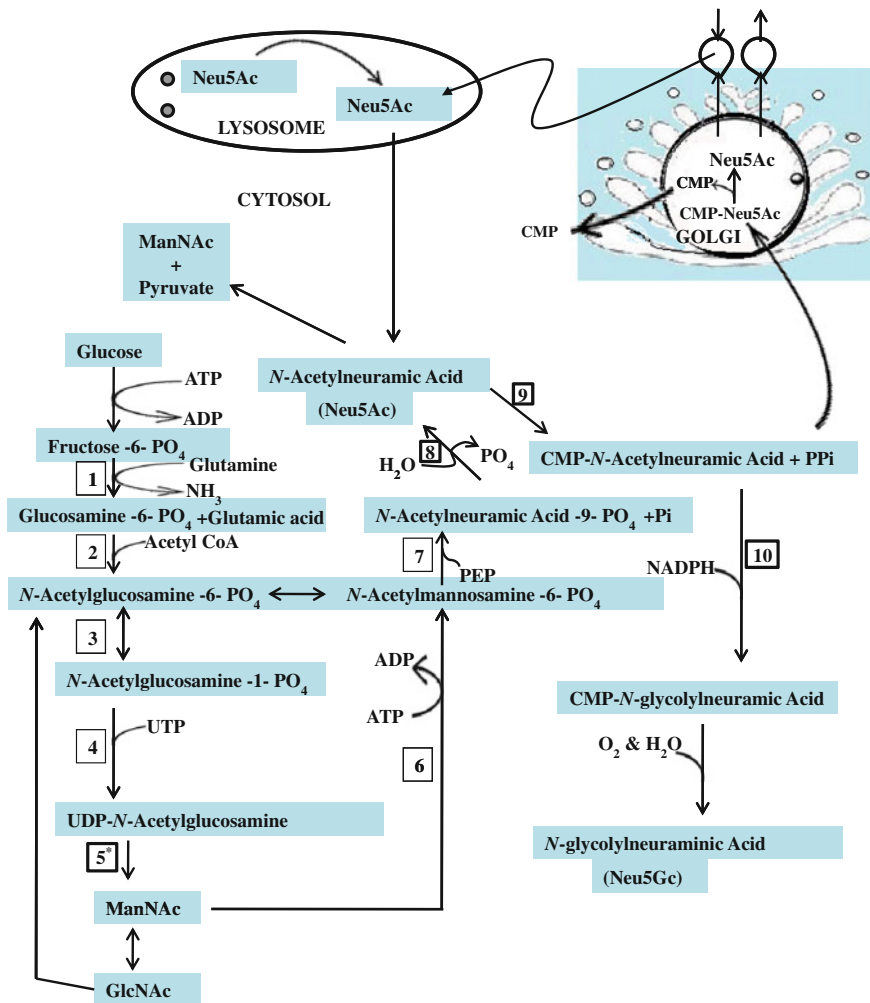 Neu5Ac
Neu5Ac
LYSOSOME
CYTOSOL
Neu5Ac
CMP
CMP-Neu5Ac
GOLGI
CMP
ManNAc
+
Pyruvate
Glucose
ATP
ADP
Fructose -6- PO4
1
Glutamine
NH3
Glucosamine -6- PO4 +Glutamic acid
2
Acetyl CoA
N-Acetylglucosamine -6- PO4
3
N-Acetylglucosamine -1- PO4
4
UTP
UDP-N-Acetylglucosamine
5*
ManNAc
GlcNAc
N-Acetylneuramic Acid
(Neu5Ac)
9
8
H2O
PO4
N-Acetylneuramic Acid -9- PO4 +Pi
7
PEP
N-Acetylmannosamine -6- PO4
ADP
ATP
6
CMP-N-Acetylneuramic Acid + PPi
10
NADPH
CMP-N-glycolylneuramic Acid
O2 & H2O
N-glycolylneuraminic Acid
(Neu5Gc)